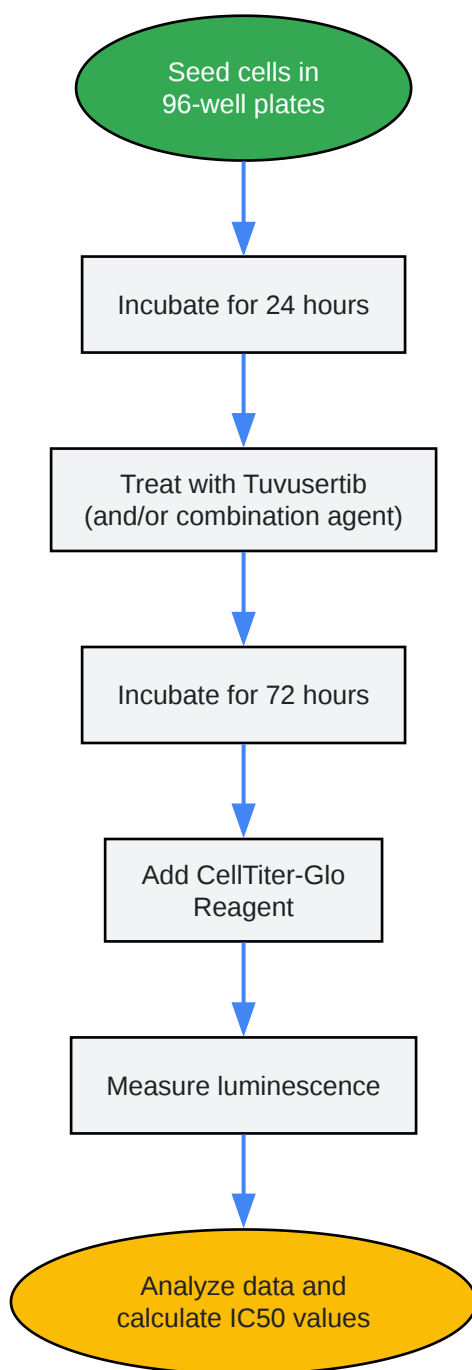 Seed cells in
96-well plates
Incubate for 24 hours
Treat with Tuvusertib
(and/or combination agent)
Incubate for 72 hours
Add CellTiter-Glo
Reagent
Measure luminescence
Analyze data and
calculate IC50 values